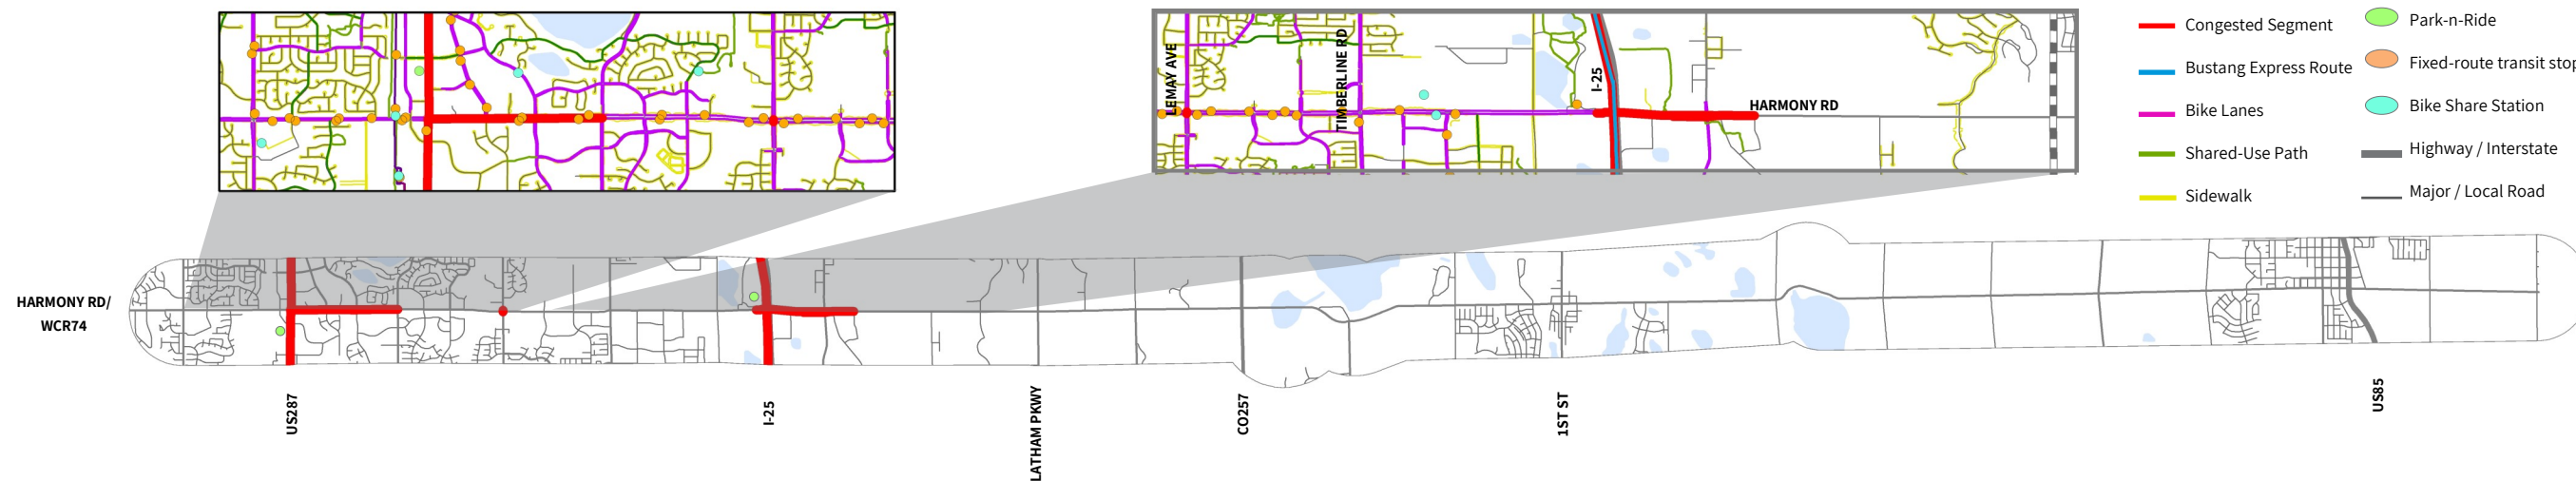 LEMAY AVE
TIMBERLINE RD
I-25
HARMONY RD
Congested Segment
Bustang Express Route
Bike Lanes
Shared-Use Path
Sidewalk
Park-n-Ride
Fixed-route transit stop
Bike Share Station
Highway / Interstate
Major / Local Road
HARMONY RD/
WCR74
US287
I-25
LATHAM PKWY
CO257
1ST ST
US85